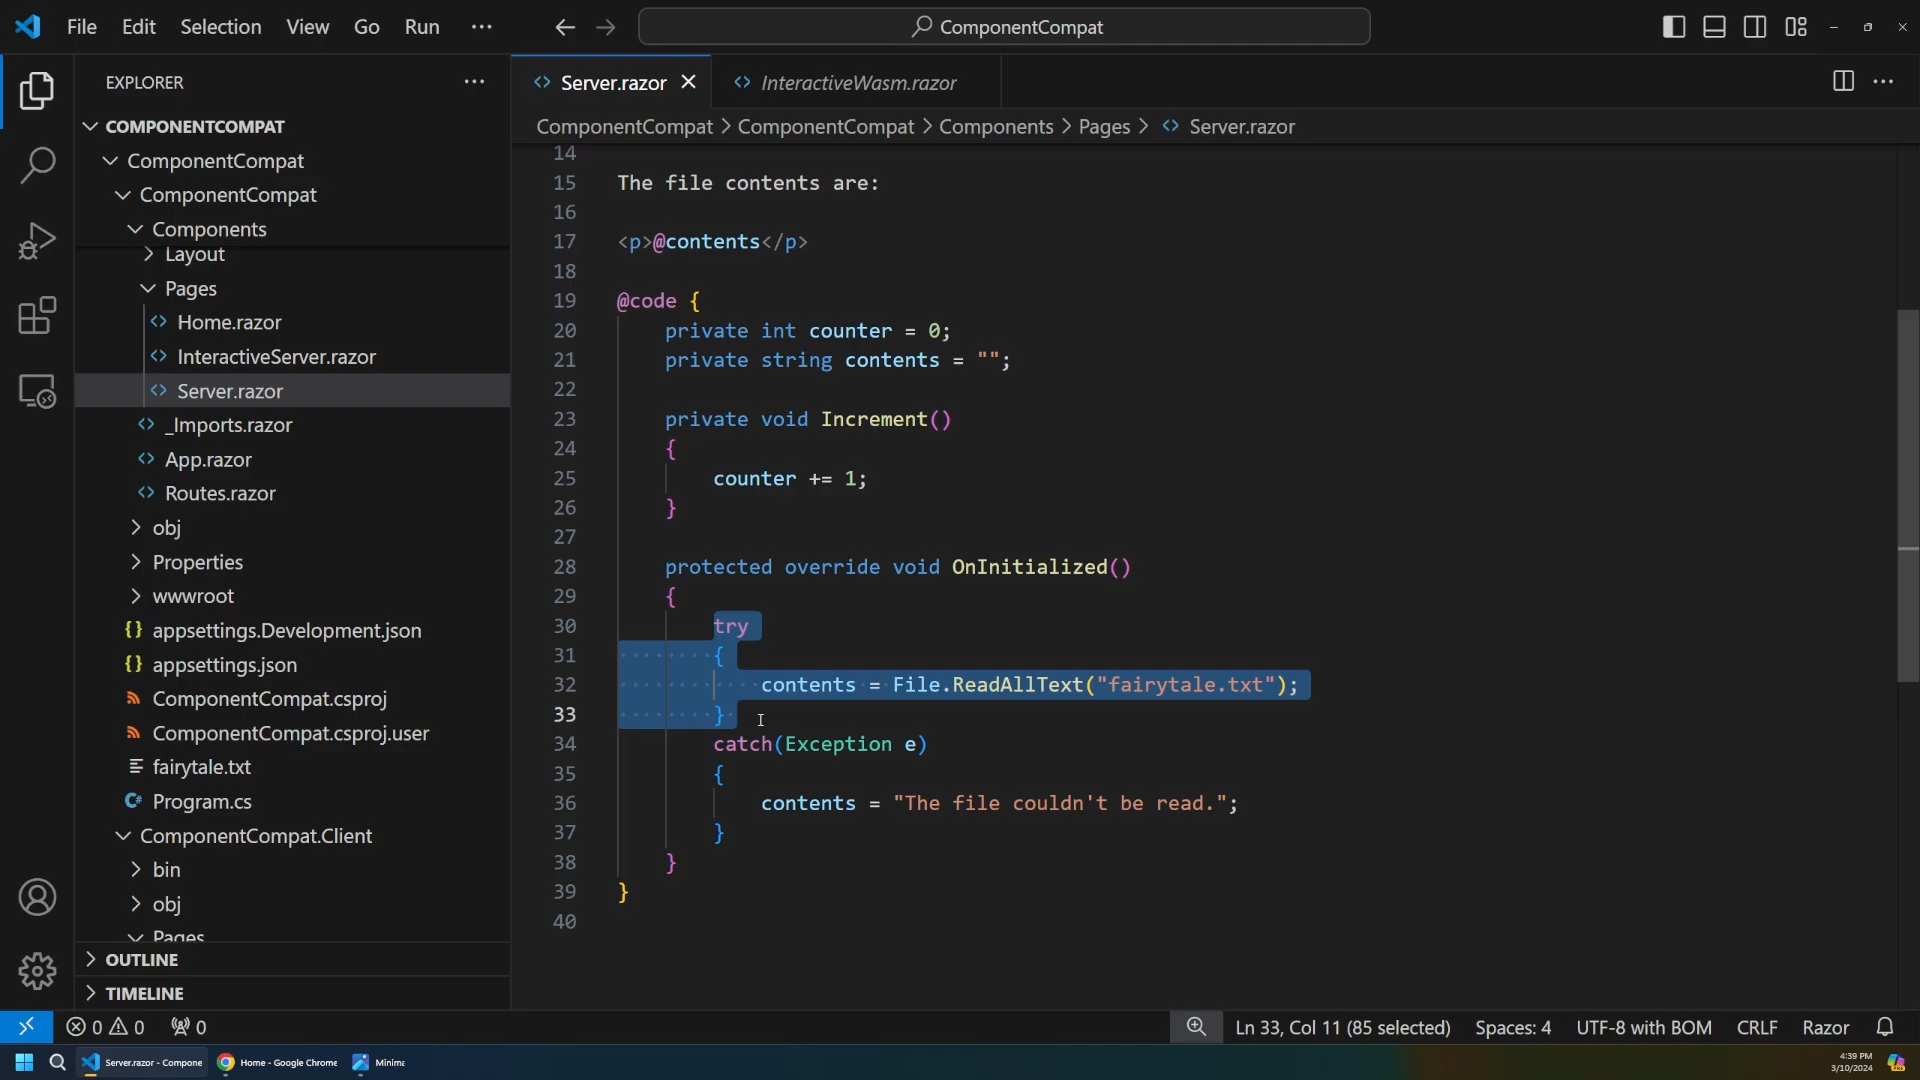 File Edit Selection View Go Run ··· ComponentCompat
EXPLORER ···
Server.razor InteractiveWasm.razor
COMPONENTCOMPAT
ComponentCompat > ComponentCompat > Components > Pages > Server.razor
ComponentCompat
ComponentCompat
Components
Layout
Pages
Home.razor
InteractiveServer.razor
Server.razor
_Imports.razor
App.razor
Routes.razor
obj
Properties
wwwroot
appsettings.Development.json
appsettings.json
ComponentCompat.csproj
ComponentCompat.csproj.user
fairytale.txt
Program.cs
ComponentCompat.Client
bin
obj
Pages
OUTLINE
TIMELINE
14
15 The file contents are:
16
17 <p>@contents</p>
18
19 @code {
20 private int counter = 0;
21 private string contents = "";
22
23 private void Increment()
24 {
25 counter += 1;
26 }
27
28 protected override void OnInitialized()
29 {
30 try
31 {
32 contents = File.ReadAllText("fairytale.txt");
33 }
34 catch(Exception e)
35 {
36 contents = "The file couldn't be read.";
37 }
38 }
39 }
40
0 0 0 Ln 33, Col 11 (85 selected) Spaces: 4 UTF-8 with BOM CRLF Razor
Server.razor - Compone Home - Google Chrome Minima
4:39 PM
3/10/2024